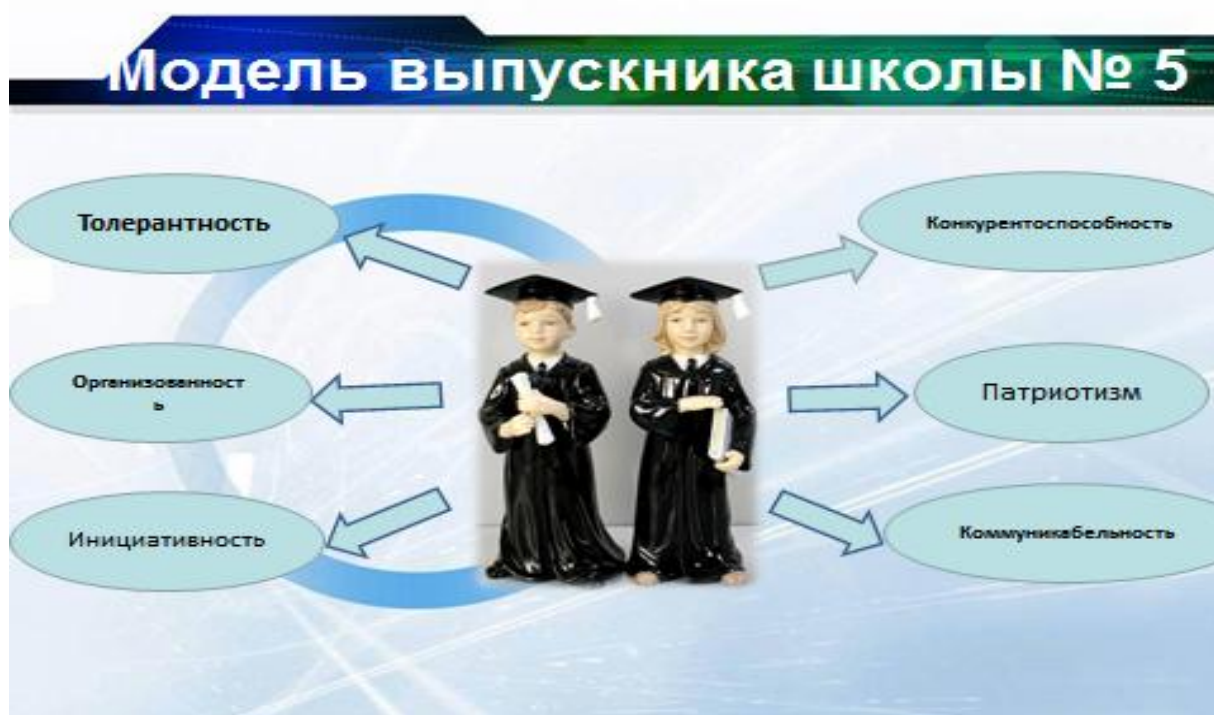 Модель выпускника школы № 5
Толерантность
Конкурентоспособность
Организованност
ь
Патриотизм
Инициативность
Коммуникабельность